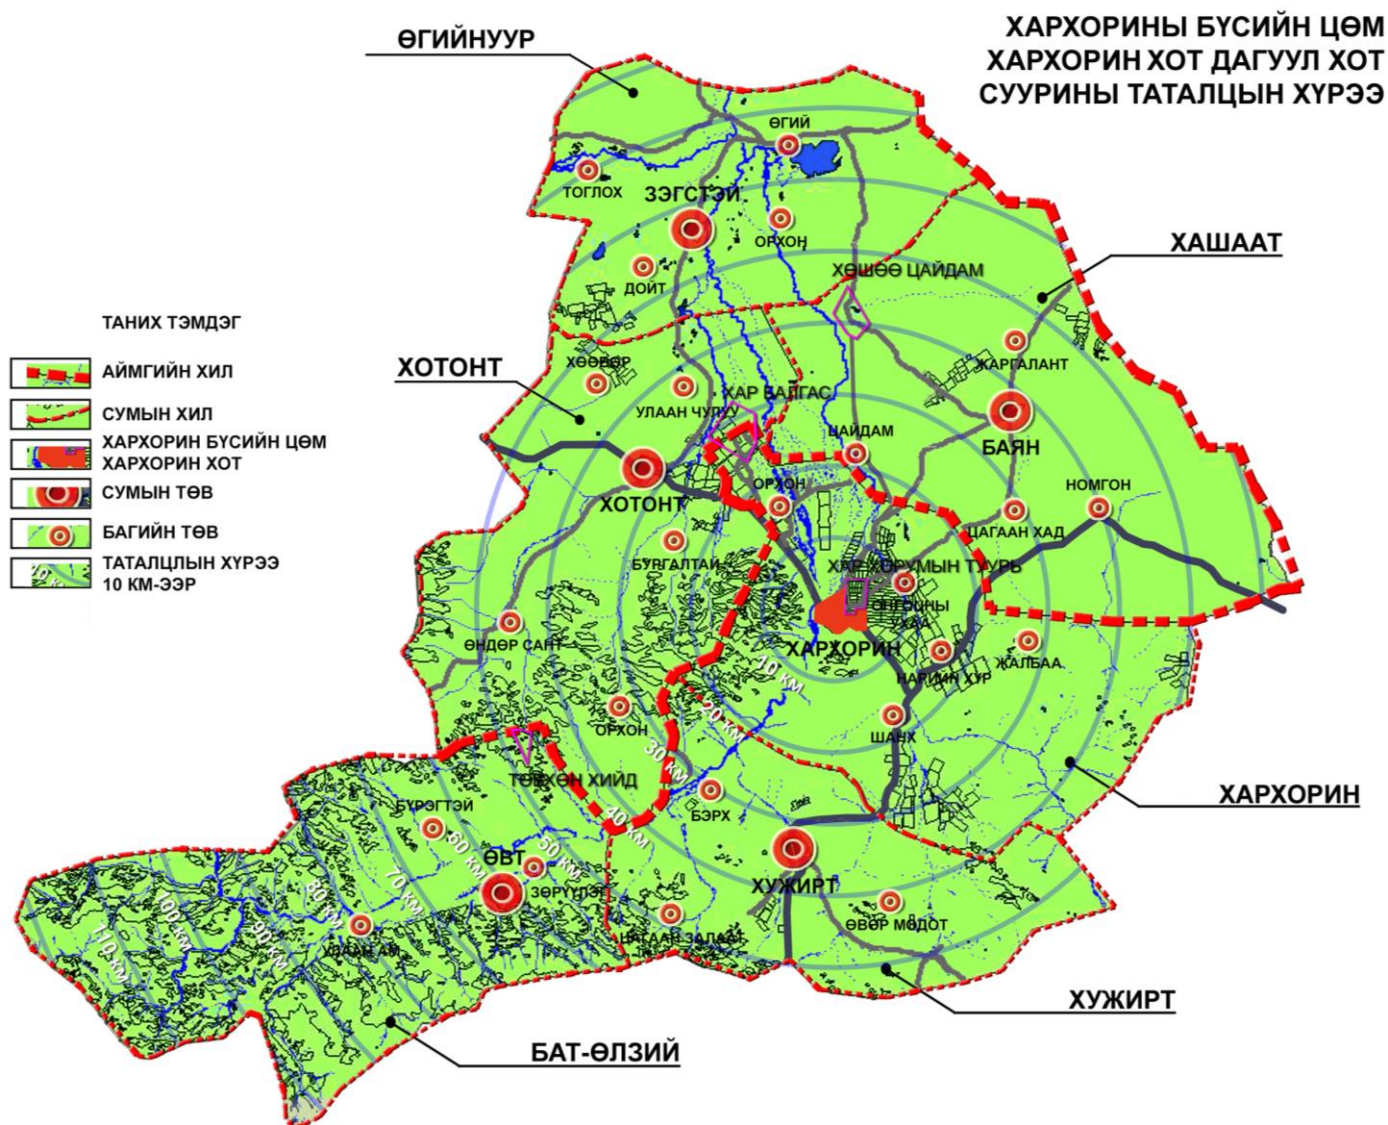 ХАРХОРИНЫ БҮСИЙН ЦӨМ
ХАРХОРИН ХОТ ДАГУУЛ ХОТ
СУУРИНЫ ТАТАЛЦЫН ХҮРЭЭ
ӨГИЙНУУР
ӨГИЙ
ТОГЛОХ
ЗЭГСТЭЙ
ОРХОН
ДОЙТ
ХАШААТ
ХӨШӨӨ ЦАЙДАМ
ТАНИХ ТЭМДЭГ
АЙМГИЙН ХИЛ
СУМЫН ХИЛ
ХАРХОРИН БҮСИЙН ЦӨМ
ХАРХОРИН ХОТ
СУМЫН ТӨВ
БАГИЙН ТӨВ
ТАТАЛЦЛЫН ХҮРЭЭ
10 КМ-ЭЭР
ХОТОНТ
ХӨӨВӨР
УЛААН ЧУЛУУ
ХАР БАЛГАС
ЖАРГАЛАНТ
БАЯН
ЦАЙДАМ
ХОТОНТ
ОРХОН
НОМГОН
ЦАГААН ХАД
БУРГАЛТАЙ
ХАР ХОРУМЫН ТУУРЬ
ӨНДӨР САНТ
ХАРХОРИН
НАРИЙН ХҮР
ЖАЛБАА
ОРХОН
ШАНХ
10 КМ
20 КМ
30 КМ
40 КМ
50 КМ
60 КМ
70 КМ
80 КМ
90 КМ
100 КМ
110 КМ
ТӨВХӨН ХИЙД
БЭРХ
ХАРХОРИН
БҮРЭГТЭЙ
ӨВТ
ЗӨРҮҮЛЭГ
ХУЖИРТ
УЛААН АМ
ЦАГААН ЗАЛААТ
ӨВӨР МОДОТ
ХУЖИРТ
БАТ-ӨЛЗИЙ